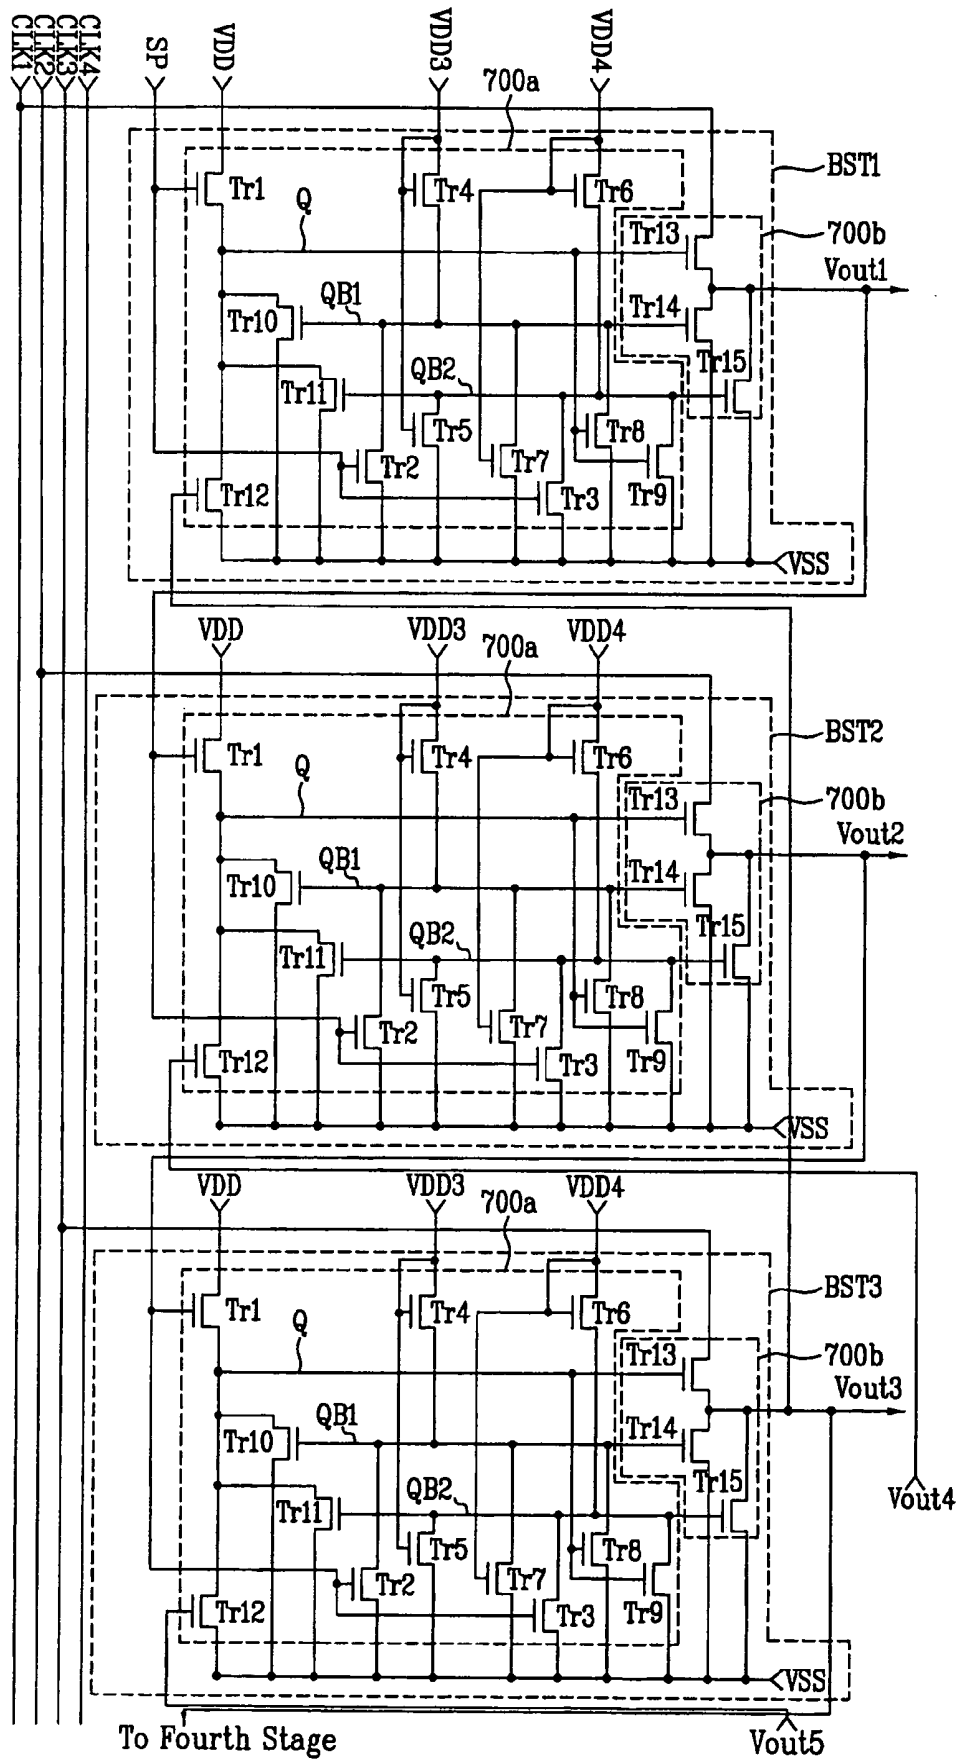 CLK1
CLK2
CLK3
CLK4
SP
VDD
VDD3
VDD4
700a
BST1
Tr1
Tr4
Tr6
Q
Tr13
700b
Vout1
QB1
Tr10
Tr14
QB2
Tr15
Tr11
Tr5
Tr8
Tr2
Tr7
Tr12
Tr3
Tr9
VSS
VDD
VDD3
VDD4
700a
BST2
Tr1
Tr4
Tr6
Q
Tr13
700b
Vout2
QB1
Tr10
Tr14
QB2
Tr15
Tr11
Tr5
Tr8
Tr2
Tr7
Tr12
Tr3
Tr9
VSS
VDD
VDD3
VDD4
700a
BST3
Tr1
Tr4
Tr6
Q
Tr13
700b
Vout3
QB1
Tr10
Tr14
QB2
Tr15
Vout4
Tr11
Tr5
Tr8
Tr2
Tr7
Tr12
Tr3
Tr9
VSS
To Fourth Stage
Vout5